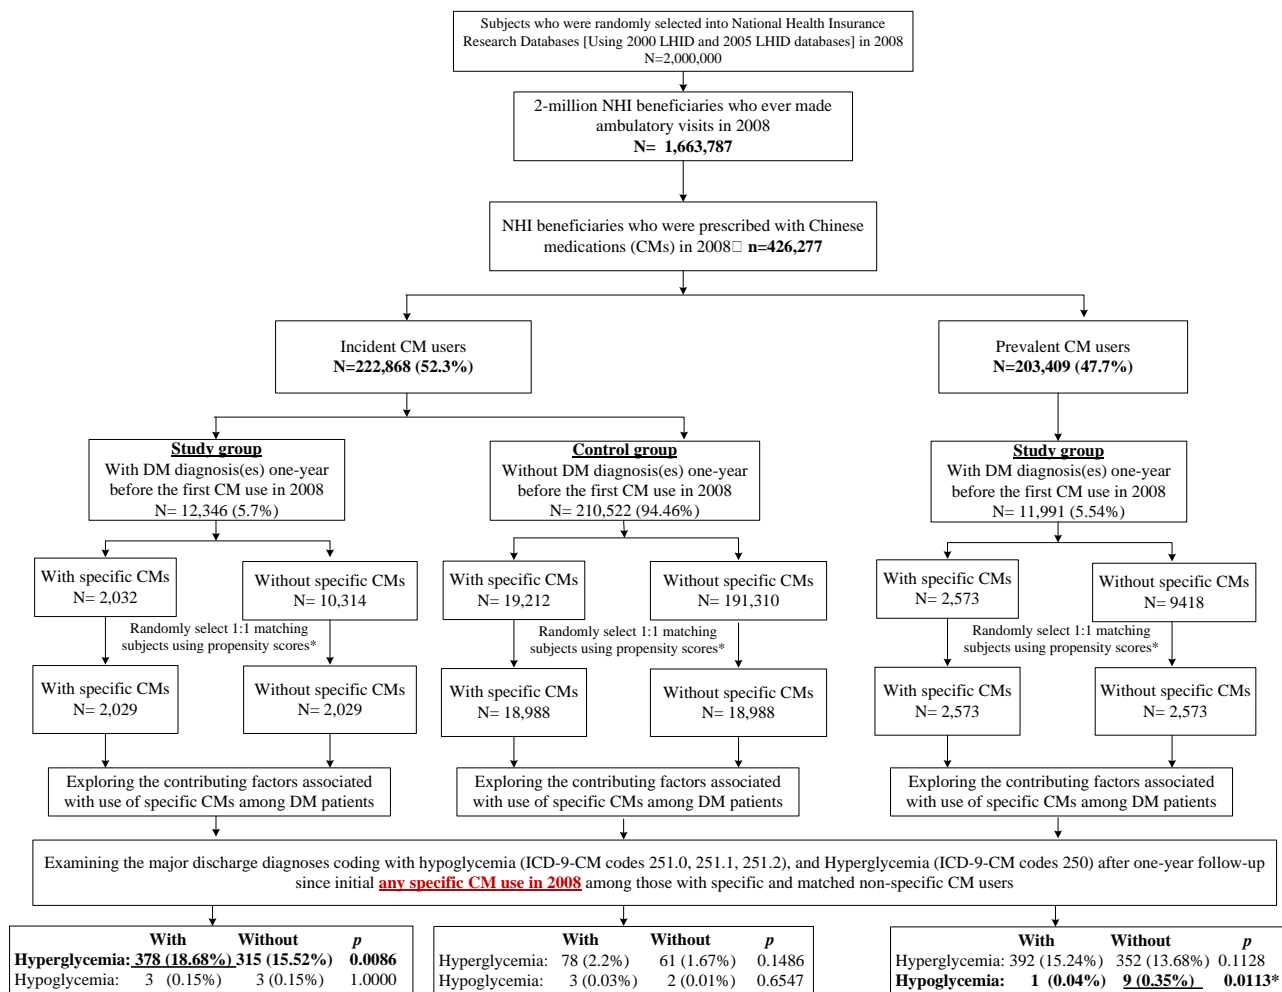 Subjects who were randomly selected into National Health Insurance
Research Databases [Using 2000 LHID and 2005 LHID databases] in 2008
N=2,000,000
2-million NHI beneficiaries who ever made
ambulatory visits in 2008
N= 1,663,787
NHI beneficiaries who were prescribed with Chinese
medications (CMs) in 2008□ n=426,277
Incident CM users
N=222,868 (52.3%)
Prevalent CM users
N=203,409 (47.7%)
Study group
With DM diagnosis(es) one-year
before the first CM use in 2008
N= 12,346 (5.7%)
Control group
Without DM diagnosis(es) one-year
before the first CM use in 2008
N= 210,522 (94.46%)
Study group
With DM diagnosis(es) one-year
before the first CM use in 2008
N= 11,991 (5.54%)
With specific CMs
N= 2,032
Without specific CMs
N= 10,314
With specific CMs
N= 19,212
Without specific CMs
N= 191,310
With specific CMs
N= 2,573
Without specific CMs
N= 9418
Randomly select 1:1 matching
subjects using propensity scores*
Randomly select 1:1 matching
subjects using propensity scores*
Randomly select 1:1 matching
subjects using propensity scores*
With specific CMs
N= 2,029
Without specific CMs
N= 2,029
With specific CMs
N= 18,988
Without specific CMs
N= 18,988
With specific CMs
N= 2,573
Without specific CMs
N= 2,573
Exploring the contributing factors associated
with use of specific CMs among DM patients
Exploring the contributing factors associated
with use of specific CMs among DM patients
Exploring the contributing factors associated
with use of specific CMs among DM patients
Examining the major discharge diagnoses coding with hypoglycemia (ICD-9-CM codes 251.0, 251.1, 251.2), and Hyperglycemia (ICD-9-CM codes 250) after one-year follow-up
since initial any specific CM use in 2008 among those with specific and matched non-specific CM users
With Without p
Hyperglycemia: 378 (18.68%) 315 (15.52%) 0.0086
Hypoglycemia: 3 (0.15%) 3 (0.15%) 1.0000
With Without p
Hyperglycemia: 78 (2.2%) 61 (1.67%) 0.1486
Hypoglycemia: 3 (0.03%) 2 (0.01%) 0.6547
With Without p
Hyperglycemia: 392 (15.24%) 352 (13.68%) 0.1128
Hypoglycemia: 1 (0.04%) 9 (0.35%) 0.0113*